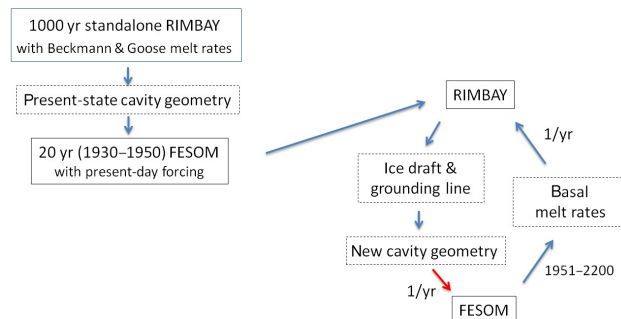 1000 yr standalone RIMBAY
with Beckmann & Goose melt rates
Present-state cavity geometry
20 yr (1930–1950) FESOM
with present-day forcing
RIMBAY
1/yr
Ice draft &
grounding line
Basal
melt rates
New cavity geometry
1951–2200
1/yr
FESOM